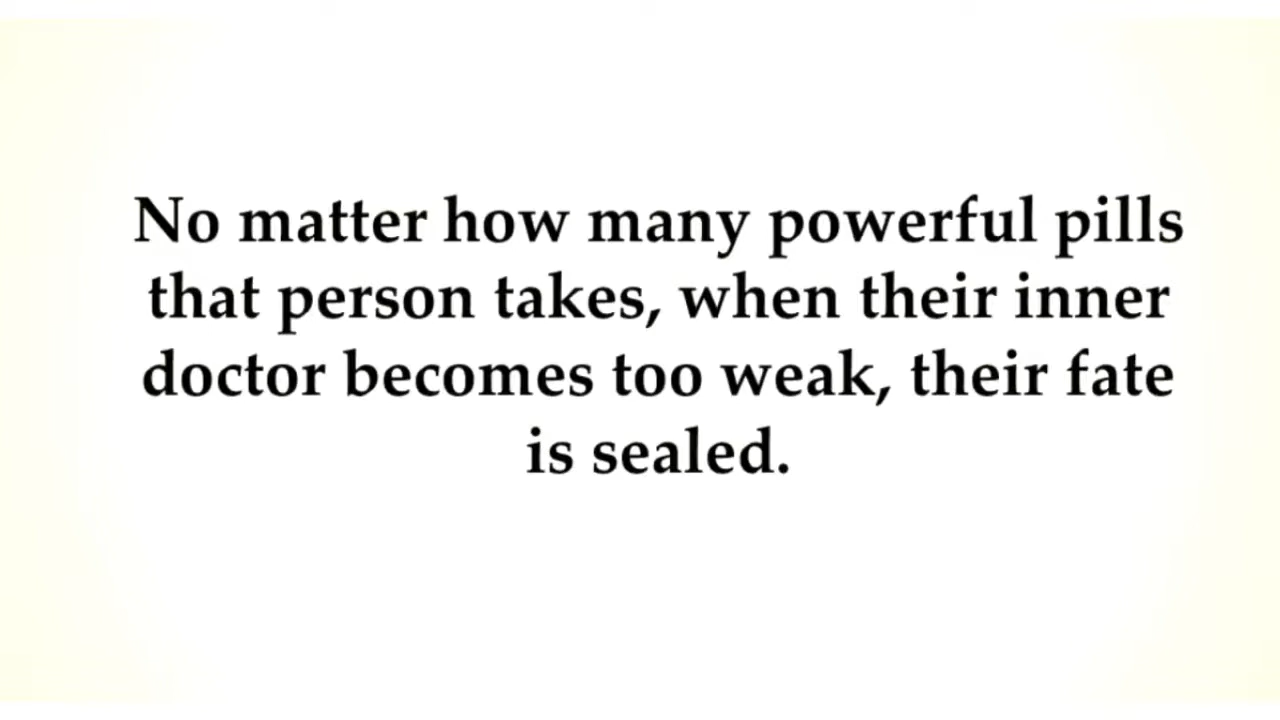 No matter how many powerful pills
that person takes, when their inner
doctor becomes too weak, their fate
is sealed.